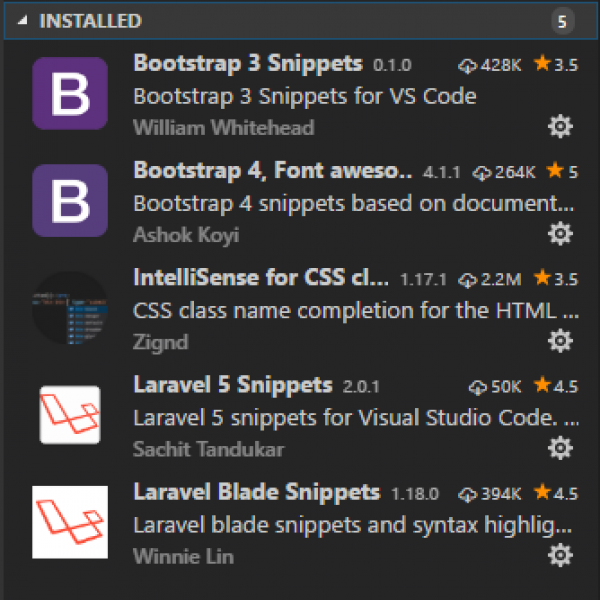 INSTALLED 5
B
Bootstrap 3 Snippets 0.1.0 428K 3.5
Bootstrap 3 Snippets for VS Code
William Whitehead
B
Bootstrap 4, Font aweso.. 4.1.1 264K 5
Bootstrap 4 snippets based on document...
Ashok Koyi
IntelliSense for CSS cl... 1.17.1 2.2M 3.5
CSS class name completion for the HTML ...
Zignd
Laravel 5 Snippets 2.0.1 50K 4.5
Laravel 5 snippets for Visual Studio Code. ...
Sachit Tandukar
Laravel Blade Snippets 1.18.0 394K 4.5
Laravel blade snippets and syntax highlig...
Winnie Lin